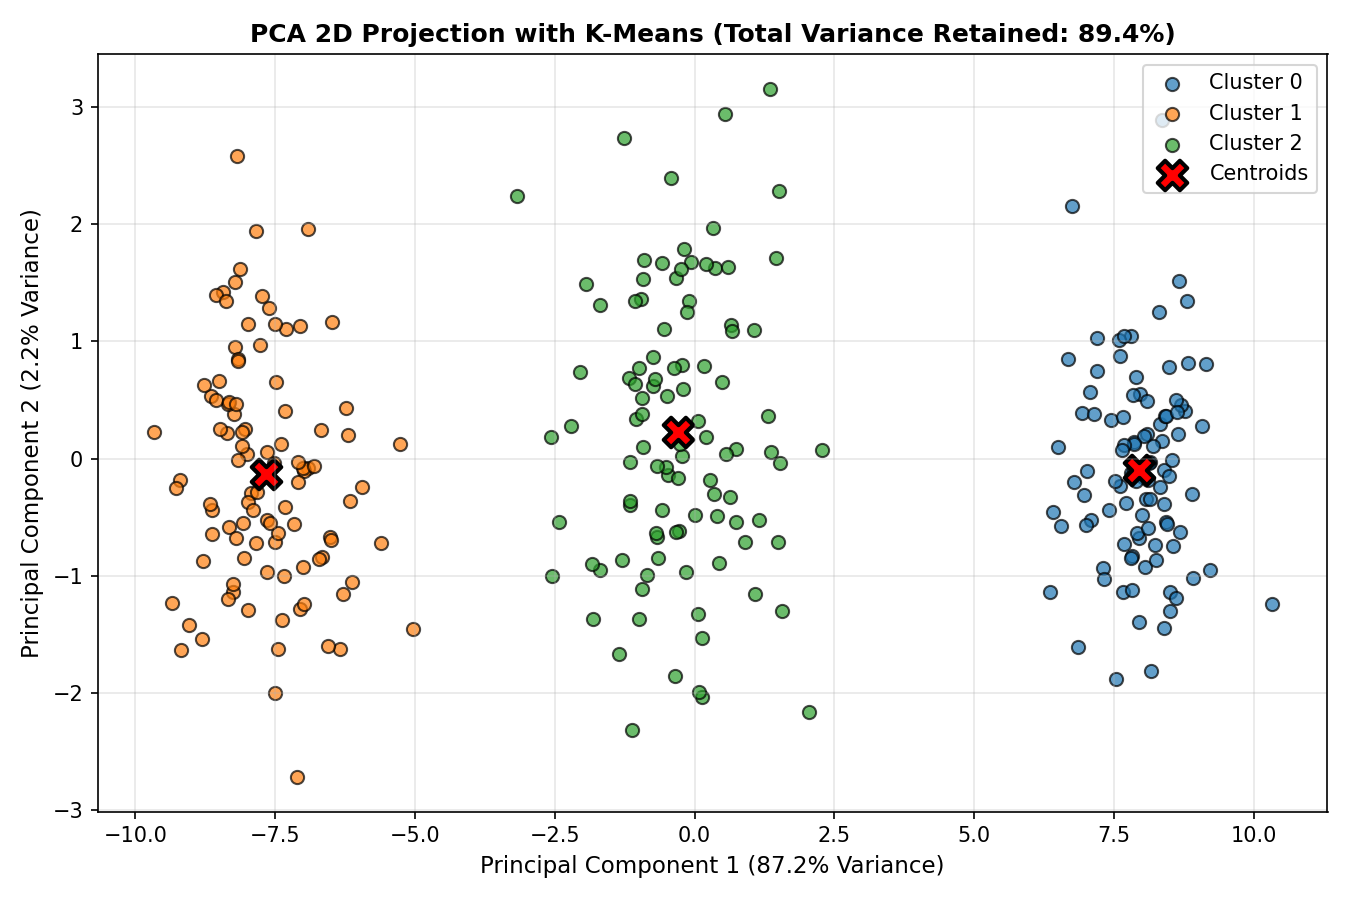 PCA 2D Projection with K-Means (Total Variance Retained: 89.4%)
Cluster 0
Cluster 1
Cluster 2
Centroids
3
2
1
0
−1
−2
−3
Principal Component 2 (2.2% Variance)
−10.0 −7.5 −5.0 −2.5 0.0 2.5 5.0 7.5 10.0
Principal Component 1 (87.2% Variance)